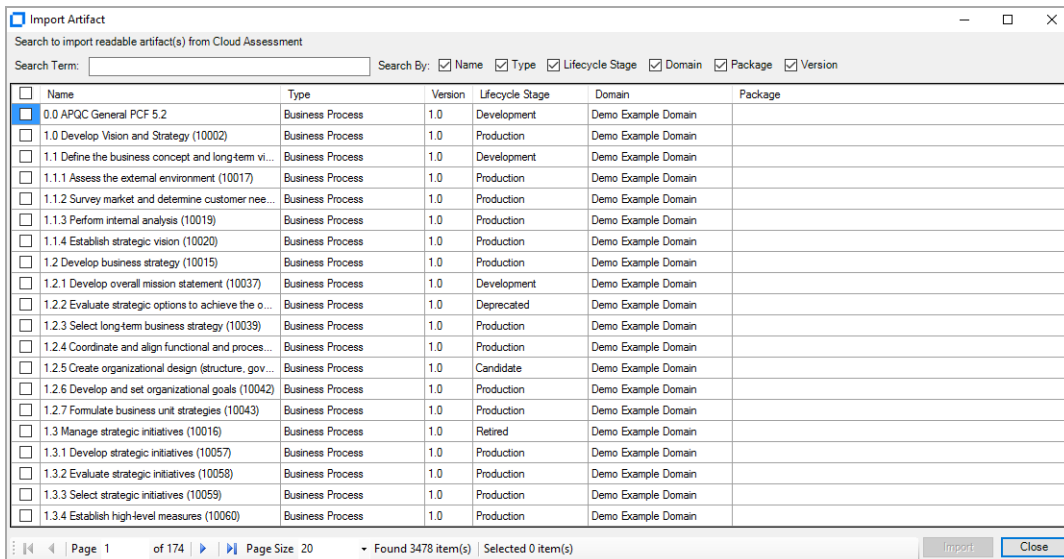 Import Artifact
Search to import readable artifact(s) from Cloud Assessment
Search Term: Search By: Name Type Lifecycle Stage Domain Package Version
Name Type Version Lifecycle Stage Domain Package
0.0 APQC General PCF 5.2 Business Process 1.0 Development Demo Example Domain
1.0 Develop Vision and Strategy (10002) Business Process 1.0 Production Demo Example Domain
1.1 Define the business concept and long-term vi... Business Process 1.0 Development Demo Example Domain
1.1.1 Assess the external environment (10017) Business Process 1.0 Production Demo Example Domain
1.1.2 Survey market and determine customer nee... Business Process 1.0 Production Demo Example Domain
1.1.3 Perform internal analysis (10019) Business Process 1.0 Production Demo Example Domain
1.1.4 Establish strategic vision (10020) Business Process 1.0 Production Demo Example Domain
1.2 Develop business strategy (10015) Business Process 1.0 Production Demo Example Domain
1.2.1 Develop overall mission statement (10037) Business Process 1.0 Development Demo Example Domain
1.2.2 Evaluate strategic options to achieve the o... Business Process 1.0 Deprecated Demo Example Domain
1.2.3 Select long-term business strategy (10039) Business Process 1.0 Production Demo Example Domain
1.2.4 Coordinate and align functional and proces... Business Process 1.0 Production Demo Example Domain
1.2.5 Create organizational design (structure, gov... Business Process 1.0 Candidate Demo Example Domain
1.2.6 Develop and set organizational goals (10042) Business Process 1.0 Production Demo Example Domain
1.2.7 Formulate business unit strategies (10043) Business Process 1.0 Production Demo Example Domain
1.3 Manage strategic initiatives (10016) Business Process 1.0 Retired Demo Example Domain
1.3.1 Develop strategic initiatives (10057) Business Process 1.0 Production Demo Example Domain
1.3.2 Evaluate strategic initiatives (10058) Business Process 1.0 Production Demo Example Domain
1.3.3 Select strategic initiatives (10059) Business Process 1.0 Production Demo Example Domain
1.3.4 Establish high-level measures (10060) Business Process 1.0 Production Demo Example Domain
Page 1 of 174 Page Size 20 Found 3478 item(s) Selected 0 item(s) Import Close